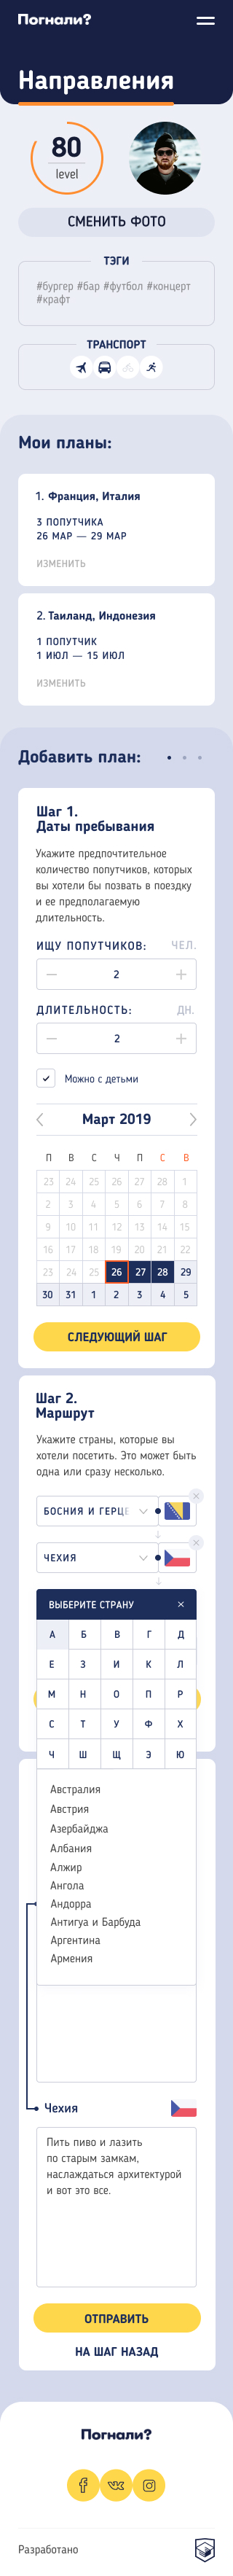 Погнали?
Направления
80
level
СМЕНИТЬ ФОТО
ТЭГИ
#бургер #бар #футбол #концерт
#крафт
ТРАНСПОРТ
Мои планы:
1. Франция, Италия
3 ПОПУТЧИКА
26 МАР — 29 МАР
ИЗМЕНИТЬ
2. Таиланд, Индонезия
1 ПОПУТЧИК
1 ИЮЛ — 15 ИЮЛ
ИЗМЕНИТЬ
Добавить план:
Шаг 1.
Даты пребывания
Укажите предпочтительное
количество попутчиков, которых
вы хотели бы позвать в поездку
и ее предполагаемую
длительность.
ИЩУ ПОПУТЧИКОВ: ЧЕЛ.
— 2 +
ДЛИТЕЛЬНОСТЬ: ДН.
— 2 +
Можно с детьми
Март 2019
П В С Ч П С В
23 24 25 26 27 28 1
2 3 4 5 6 7 8
9 10 11 12 13 14 15
16 17 18 19 20 21 22
23 24 25 26 27 28 29
30 31 1 2 3 4 5
СЛЕДУЮЩИЙ ШАГ
Шаг 2.
Маршрут
Укажите страны, которые вы
хотели посетить. Это может быть
одна или сразу несколько.
БОСНИЯ И ГЕРЦЕ
ЧЕХИЯ
ВЫБЕРИТЕ СТРАНУ
А Б В Г Д
Е З И К Л
М Н О П Р
С Т У Ф Х
Ч Ш Щ Э Ю
Австралия
Австрия
Азербайджа
Албания
Алжир
Ангола
Андорра
Антигуа и Барбуда
Аргентина
Армения
Чехия
Пить пиво и лазить
по старым замкам,
наслаждаться архитектурой
и вот это все.
ОТПРАВИТЬ
НА ШАГ НАЗАД
Погнали?
Разработано